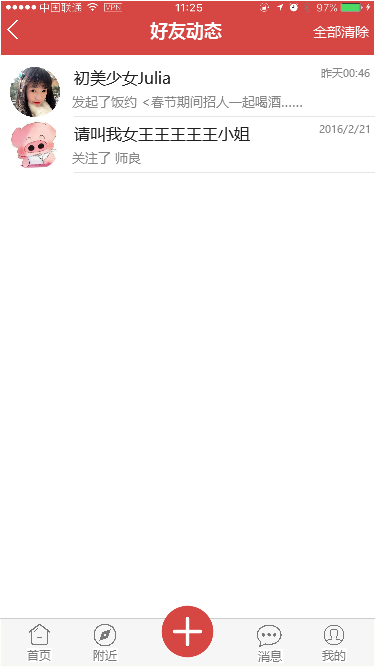 中国联通 VPN 11:25 97%
好友动态 全部清除
初美少女Julia 昨天00:46
发起了饭约 <春节期间招人一起喝酒......
请叫我女王王王王王小姐 2016/2/21
关注了 师良
首页 附近 消息 我的